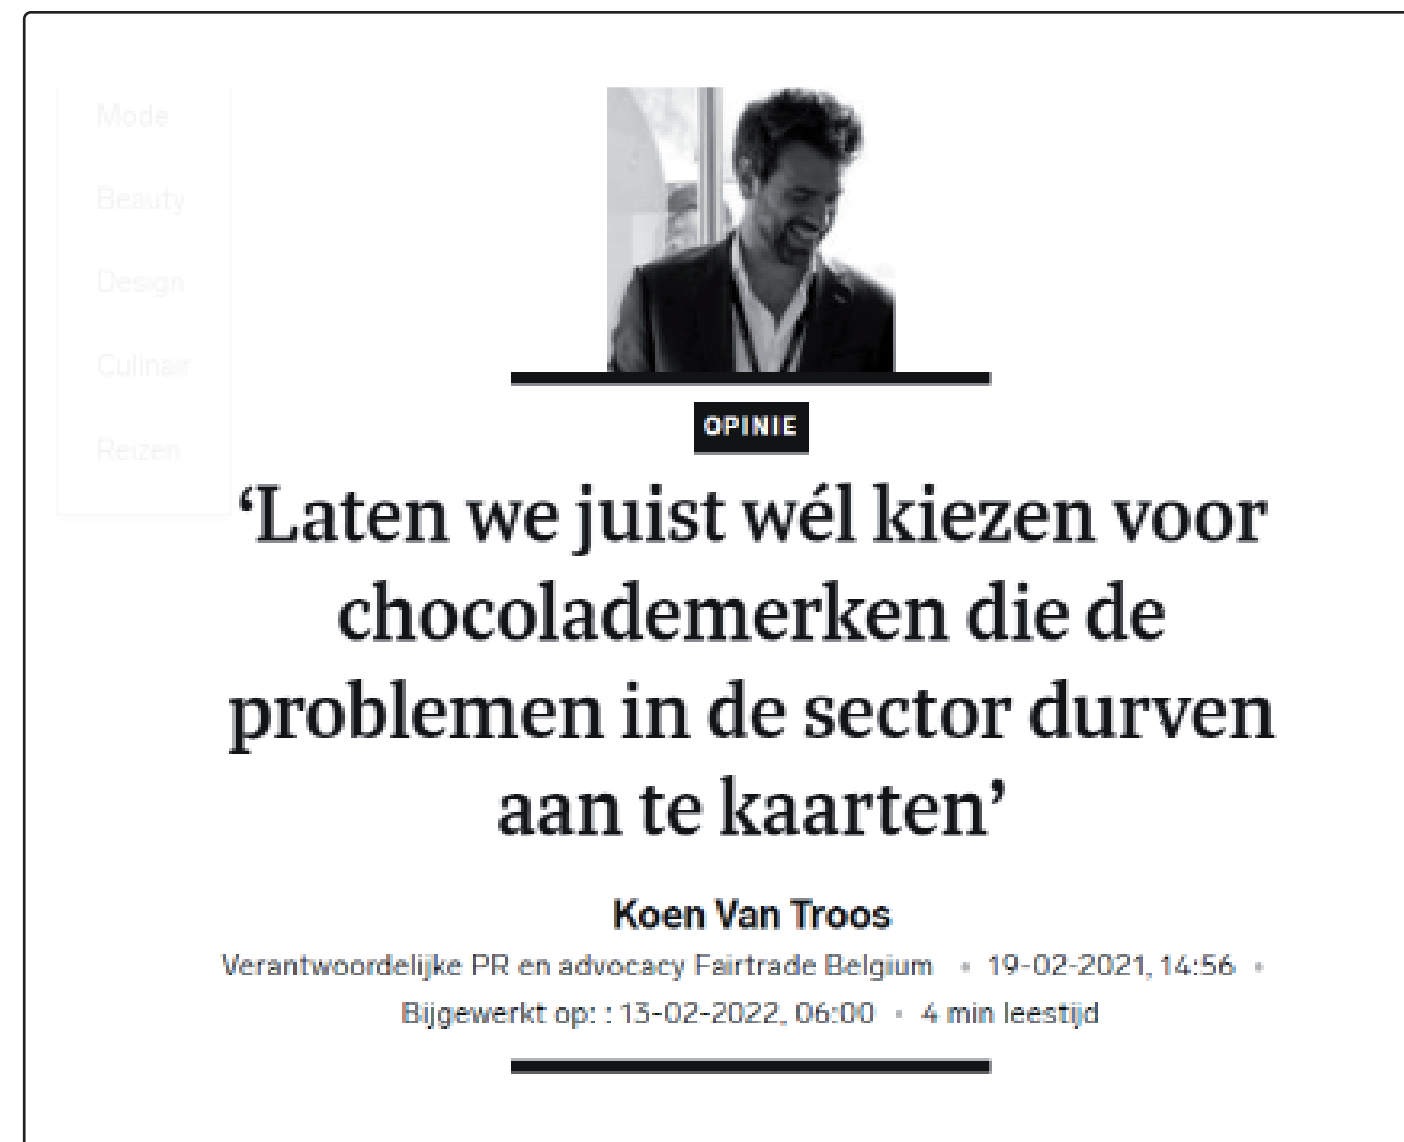 Mode
Beauty
Design
Culinair
Reizen
OPINIE
‘Laten we juist wél kiezen voor
chocolademerken die de
problemen in de sector durven
aan te kaarten’
Koen Van Troos
Verantwoordelijke PR en advocacy Fairtrade Belgium • 19-02-2021, 14:56 •
Bijgewerkt op: : 13-02-2022, 06:00 • 4 min leestijd